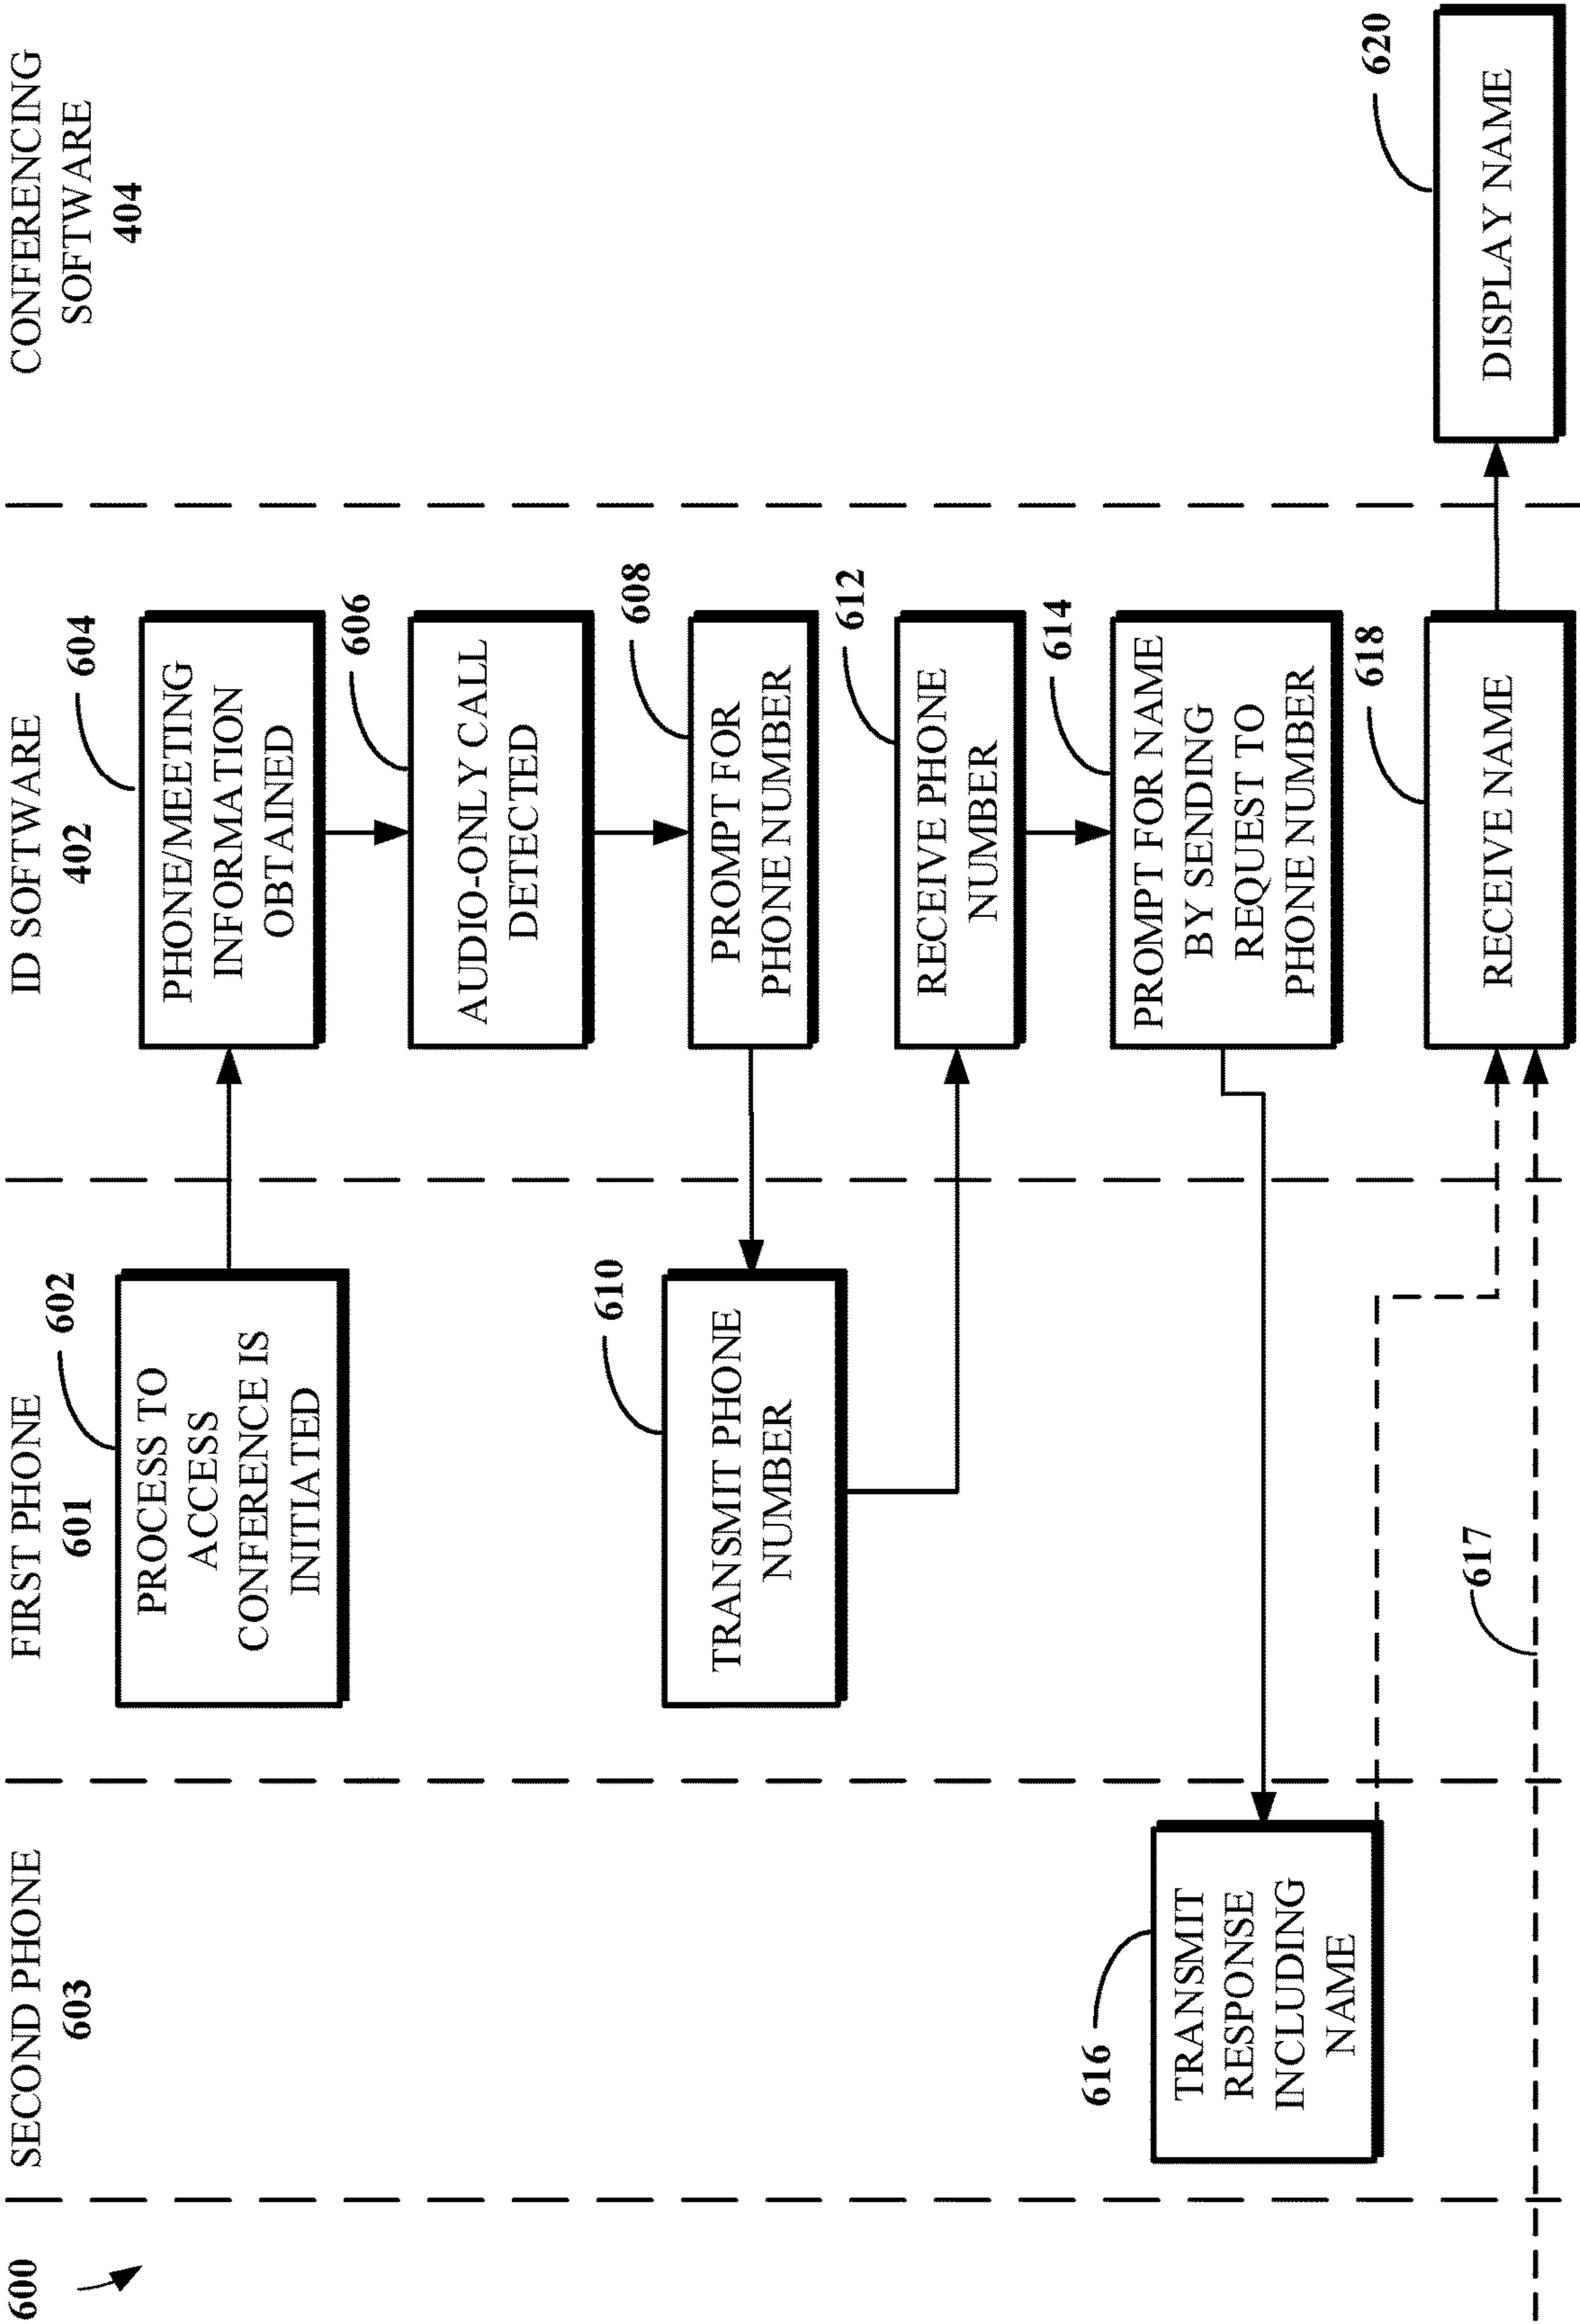 600
SECOND PHONE
603
FIRST PHONE
601
ID SOFTWARE
402
CONFERENCING
SOFTWARE
404
602
PROCESS TO
ACCESS
CONFERENCE IS
INITIATED
604
PHONE/MEETING
INFORMATION
OBTAINED
606
AUDIO-ONLY CALL
DETECTED
608
PROMPT FOR
PHONE NUMBER
610
TRANSMIT PHONE
NUMBER
612
RECEIVE PHONE
NUMBER
614
PROMPT FOR NAME
BY SENDING
REQUEST TO
PHONE NUMBER
616
TRANSMIT
RESPONSE
INCLUDING
NAME
617
618
RECEIVE NAME
620
DISPLAY NAME